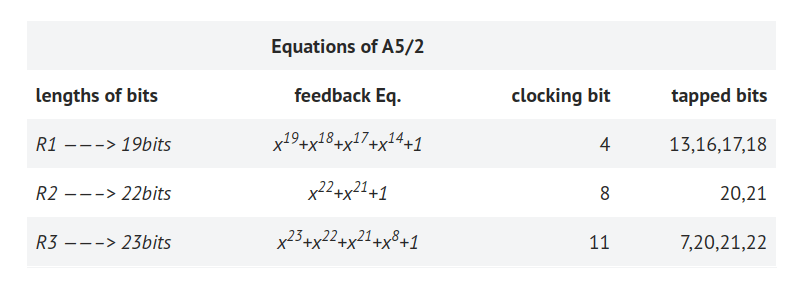 Equations of A5/2
lengths of bits feedback Eq. clocking bit tapped bits
R1 ———> 19bits x^19+x^18+x^17+x^14+1 4 13,16,17,18
R2 ———> 22bits x^22+x^21+1 8 20,21
R3 ———> 23bits x^23+x^22+x^21+x^8+1 11 7,20,21,22